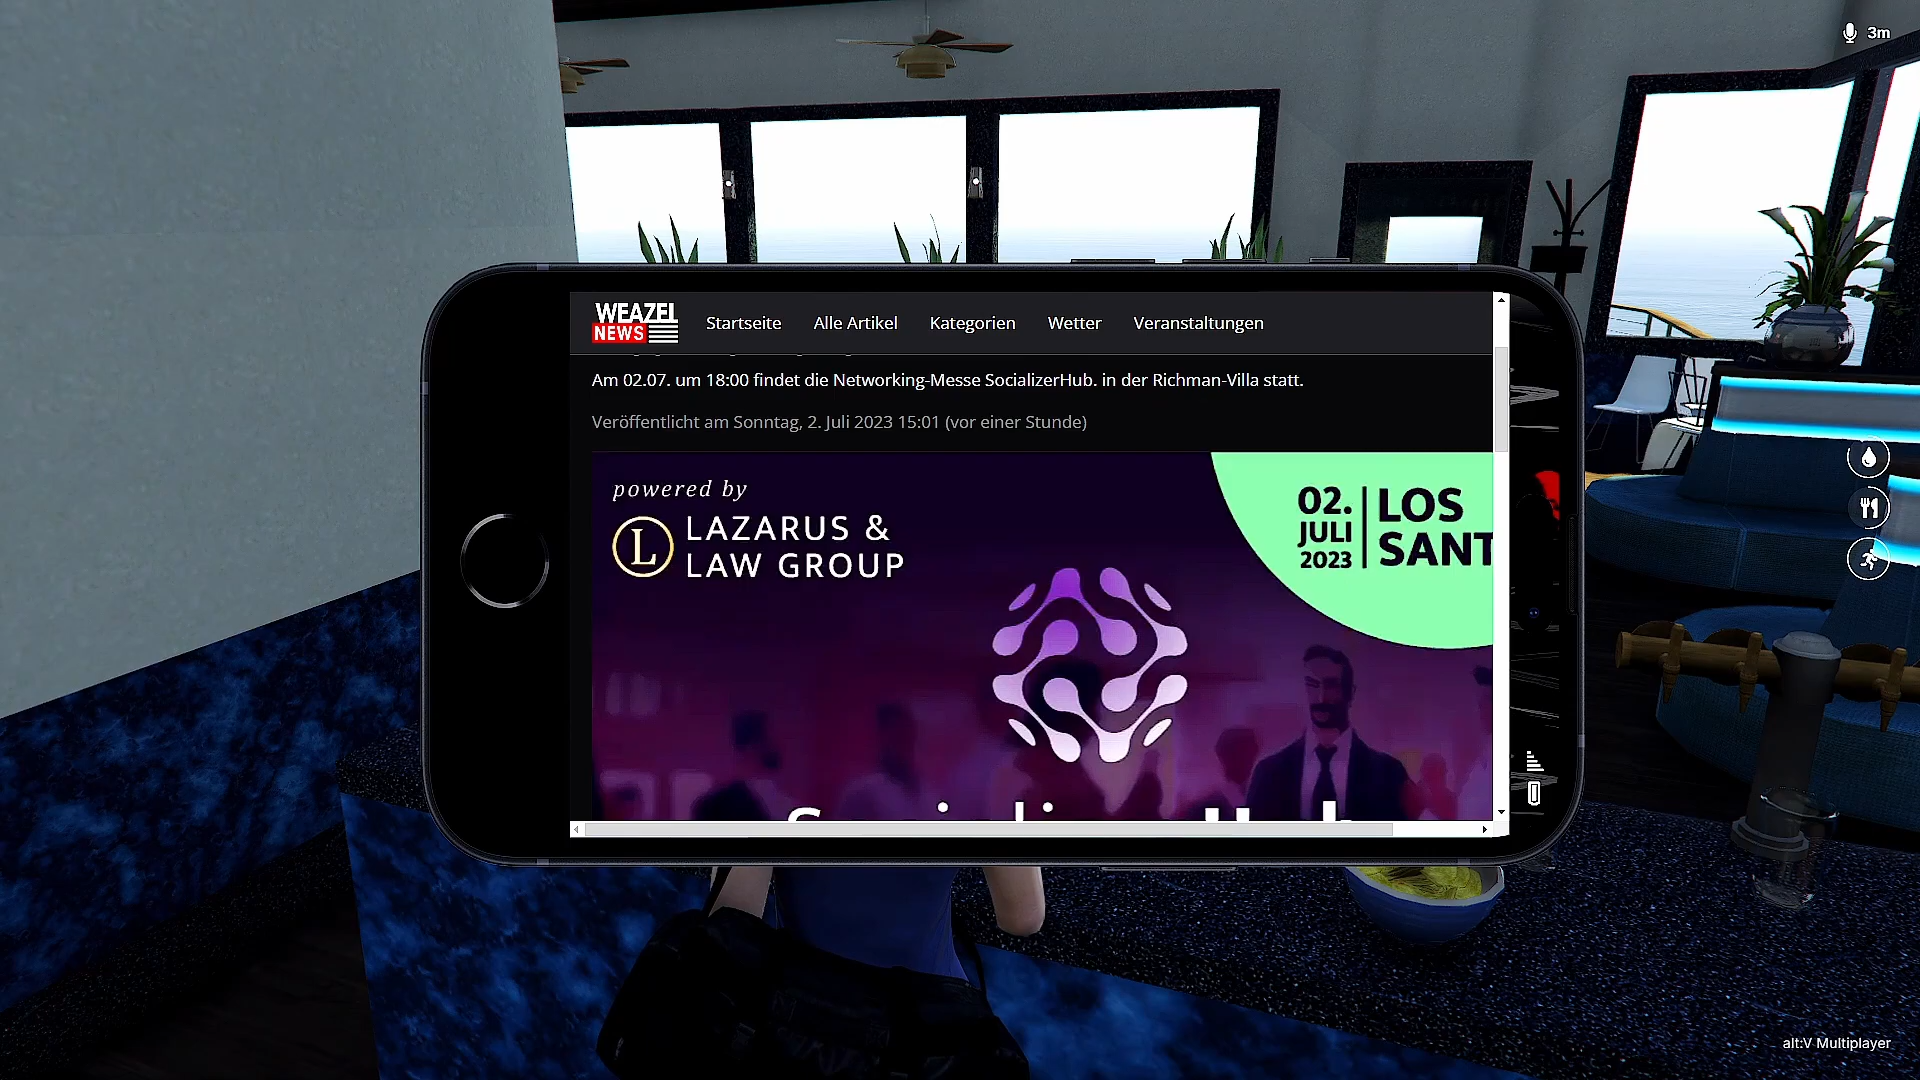 3m
WEAZEL
NEWS
Startseite Alle Artikel Kategorien Wetter Veranstaltungen
Am 02.07. um 18:00 findet die Networking-Messe SocializerHub. in der Richman-Villa statt.
Veröffentlicht am Sonntag, 2. Juli 2023 15:01 (vor einer Stunde)
powered by
L
LAZARUS &
LAW GROUP
02.
JULI
2023
LOS
SANT
alt:V Multiplayer